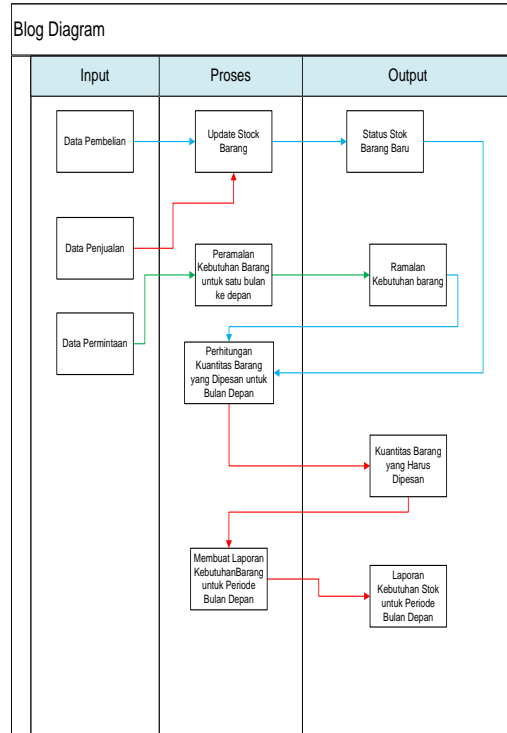 Blog Diagram
Input
Proses
Output
Data Pembelian
Update Stock
Barang
Status Stok
Barang Baru
Data Penjualan
Peramalan
Kebutuhan Barang
untuk satu bulan
ke depan
Ramalan
Kebutuhan barang
Data Permintaan
Perhitungan
Kuantitas Barang
yang Dipesan untuk
Bulan Depan
Kuantitas Barang
yang Harus
Dipesan
Membuat Laporan
KebutuhanBarang
untuk Periode
Bulan Depan
Laporan
Kebutuhan Stok
untuk Periode
Bulan Depan